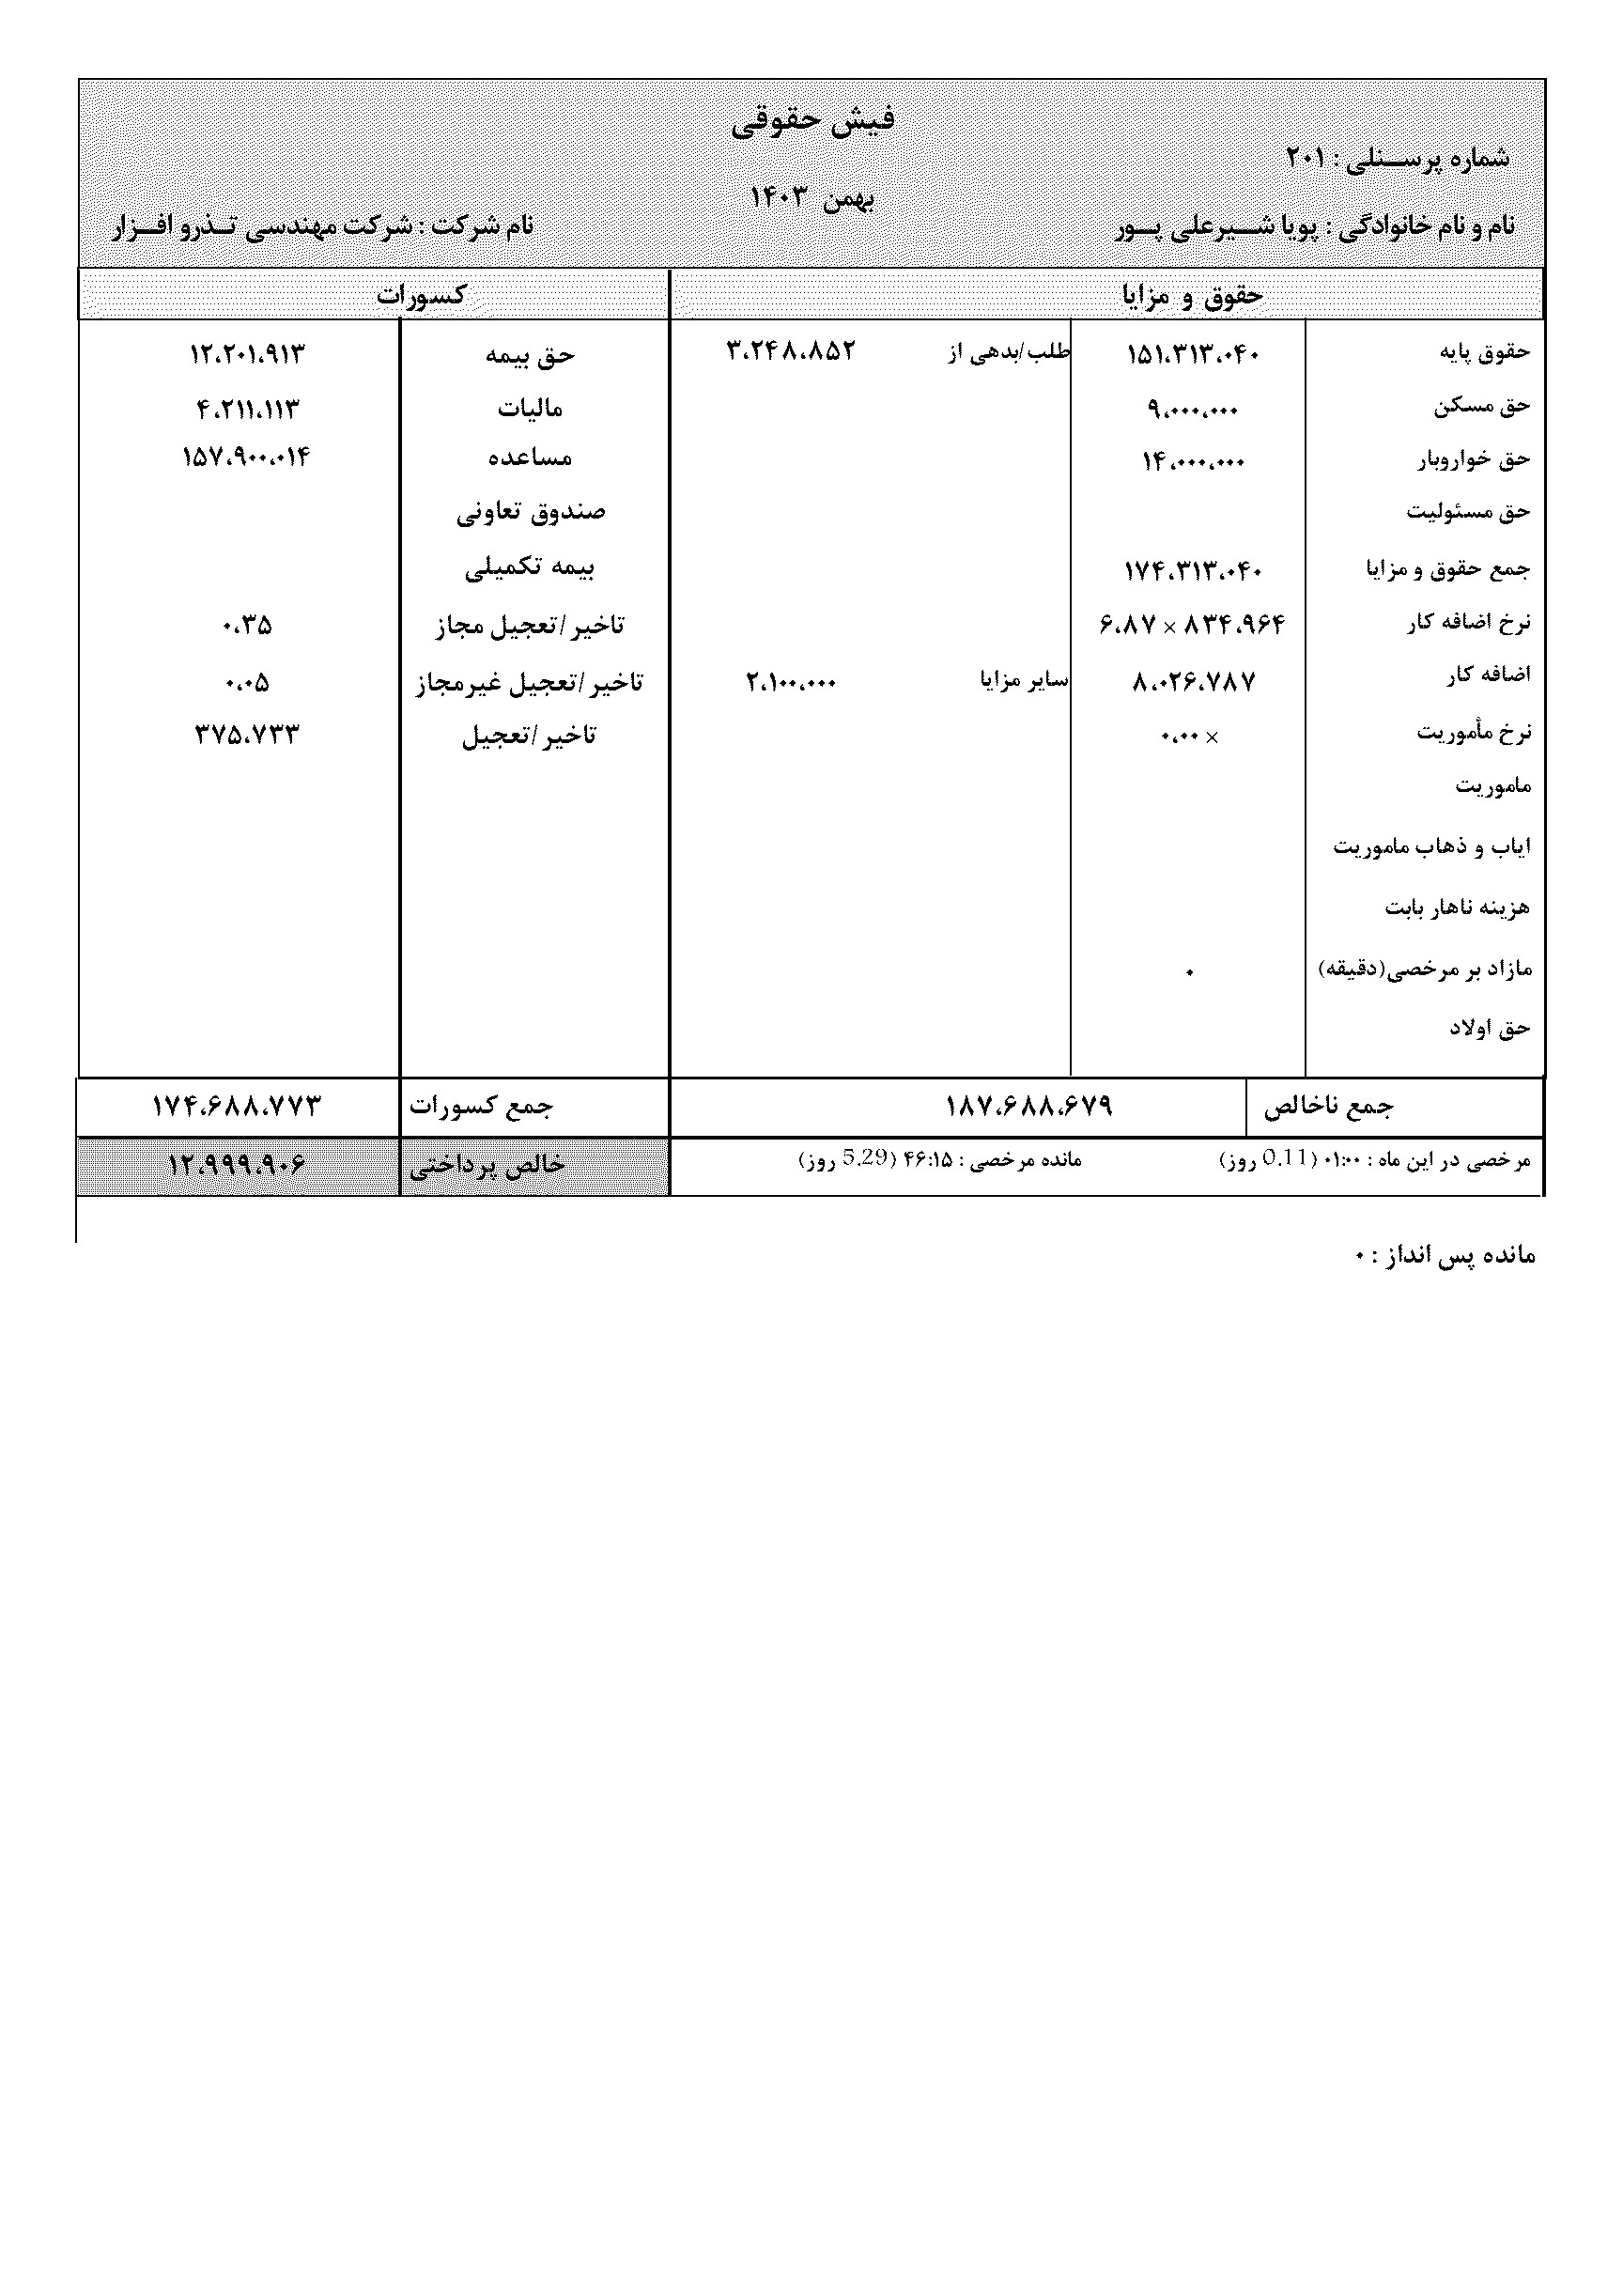 فیش حقوقی
شماره پرسنلی : ۲۰۱
بهمن ۱۴۰۳
نام و نام خانوادگی : پویا شیرعلی پور
نام شرکت : شرکت مهندسی تذرو افزار
حقوق و مزایا
کسورات
حقوق پایه ۱۵۱،۳۱۳،۰۴۰ طلب/بدهی از ۳،۲۴۸،۸۵۲ حق بیمه ۱۲،۲۰۱،۹۱۳
حق مسکن ۹،۰۰۰،۰۰۰ مالیات ۴،۲۱۱،۱۱۳
حق خواروبار ۱۴،۰۰۰،۰۰۰ مساعده ۱۵۷،۹۰۰،۰۱۴
حق مسئولیت صندوق تعاونی
جمع حقوق و مزایا ۱۷۴،۳۱۳،۰۴۰ بیمه تکمیلی
نرخ اضافه کار ۸۳۴،۹۶۴ × ۶،۸۷ تاخیر/تعجیل مجاز ۰،۳۵
اضافه کار ۸،۰۲۶،۷۸۷ سایر مزایا ۲،۱۰۰،۰۰۰ تاخیر/تعجیل غیرمجاز ۰،۰۵
نرخ مأموریت × ۰،۰۰ تاخیر/تعجیل ۳۷۵،۷۳۳
ماموریت
ایاب و ذهاب ماموریت
هزینه ناهار بابت
مازاد بر مرخصی(دقیقه) ۰
حق اولاد
جمع ناخالص ۱۸۷،۶۸۸،۶۷۹ جمع کسورات ۱۷۴،۶۸۸،۷۷۳
مرخصی در این ماه : ۰۱:۰۰ (0.11 روز) مانده مرخصی : ۴۶:۱۵ (5.29 روز) خالص پرداختی ۱۲،۹۹۹،۹۰۶
مانده پس انداز : ۰